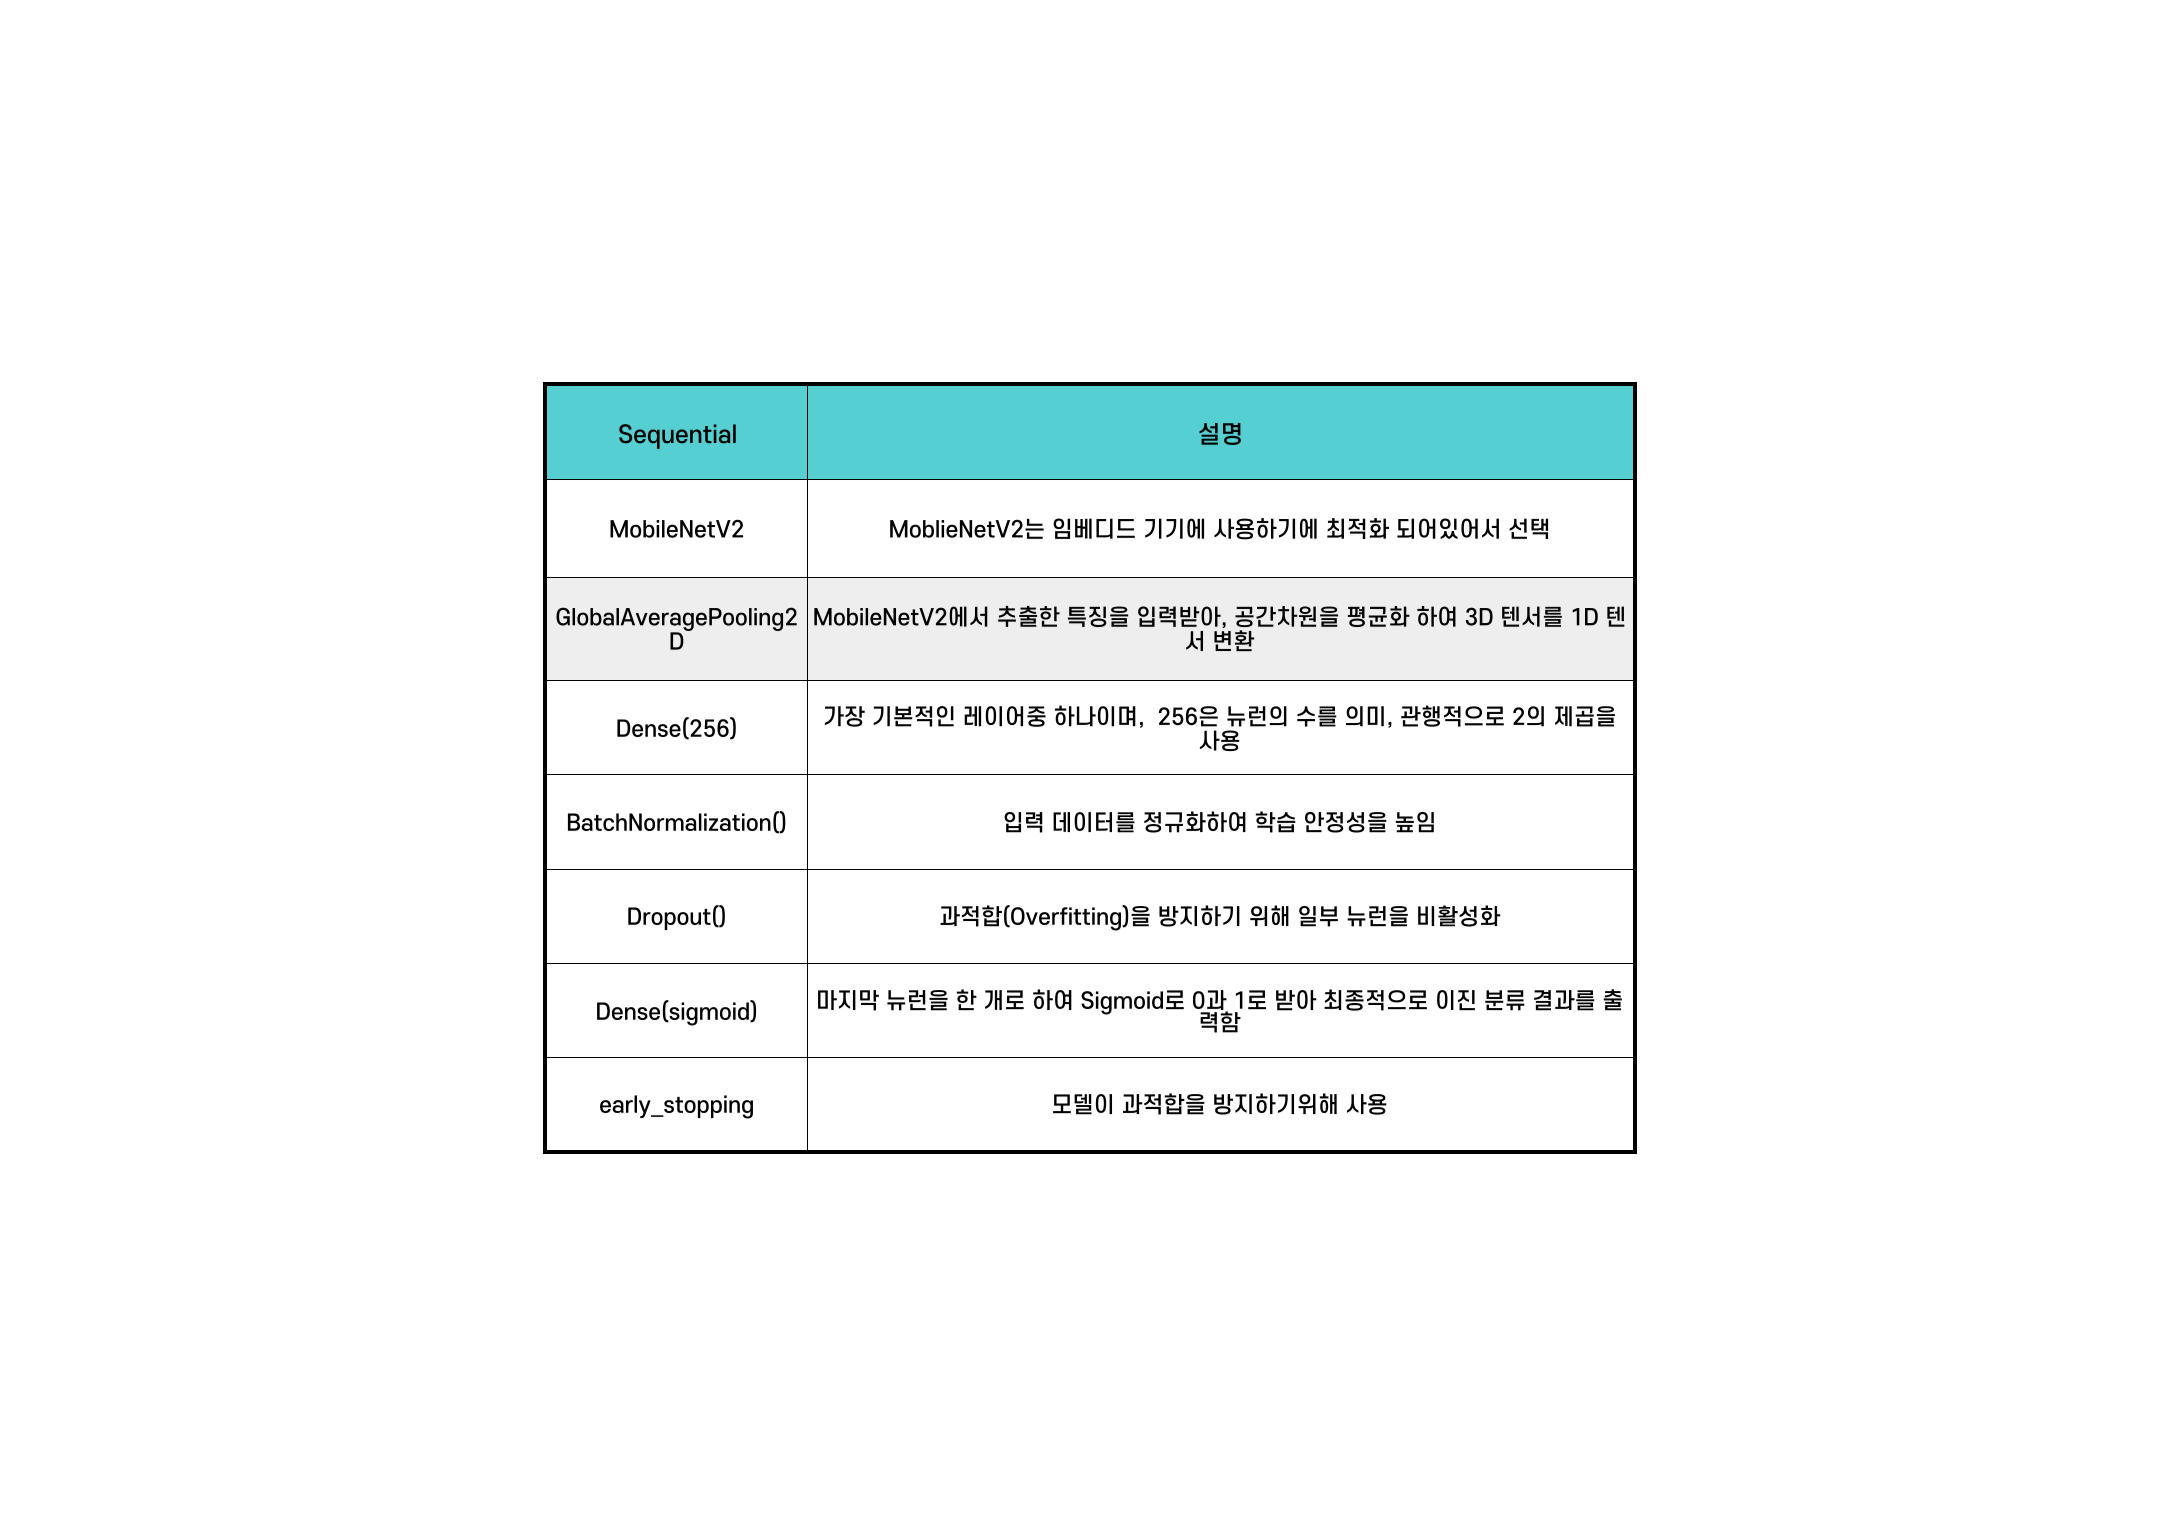 Sequential
설명
MobileNetV2
MoblieNetV2는 임베디드 기기에 사용하기에 최적화 되어있어서 선택
GlobalAveragePooling2
D
MobileNetV2에서 추출한 특징을 입력받아, 공간차원을 평균화 하여 3D 텐서를 1D 텐
서 변환
Dense(256)
가장 기본적인 레이어중 하나이며,  256은 뉴런의 수를 의미, 관행적으로 2의 제곱을
사용
BatchNormalization()
입력 데이터를 정규화하여 학습 안정성을 높임
Dropout()
과적합(Overfitting)을 방지하기 위해 일부 뉴런을 비활성화
Dense(sigmoid)
마지막 뉴런을 한 개로 하여 Sigmoid로 0과 1로 받아 최종적으로 이진 분류 결과를 출
력함
early_stopping
모델이 과적합을 방지하기위해 사용